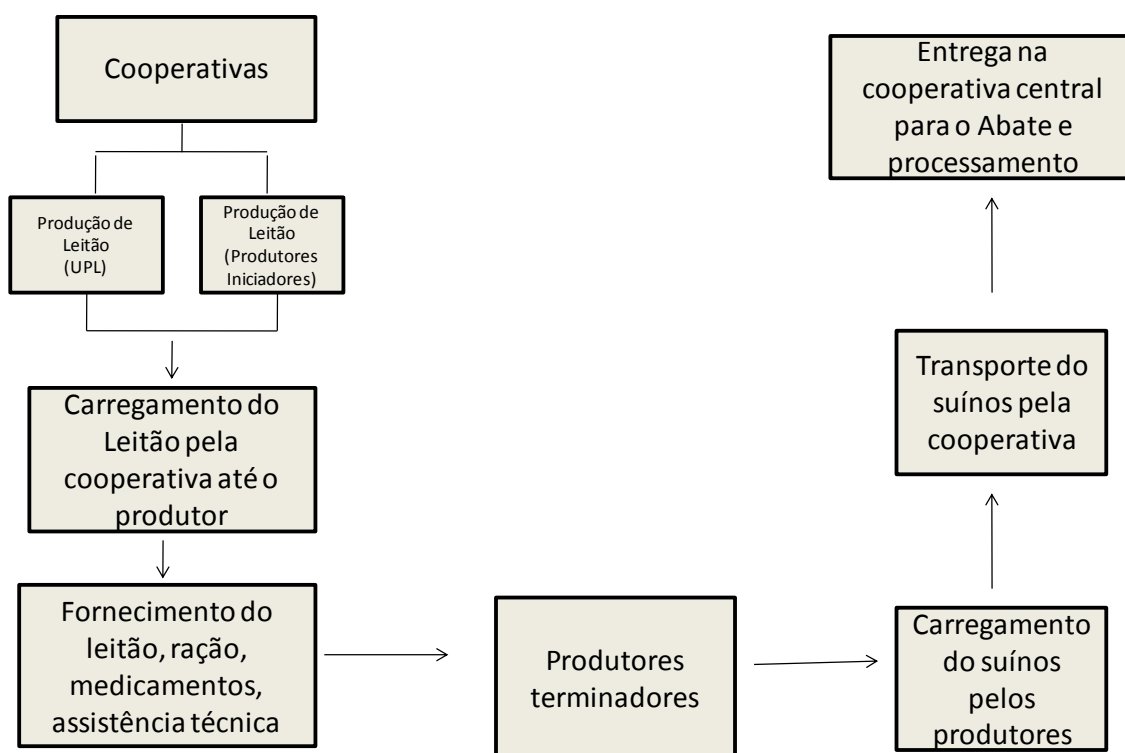 Cooperativas
Produção de
Leitão
(UPL)
Produção de
Leitão
(Produtores
Iniciadores)
Carregamento do
Leitão pela
cooperativa até o
produtor
Fornecimento do
leitão, ração,
medicamentos,
assistência técnica
Produtores
terminadores
Carregamento
do suínos
pelos
produtores
Transporte do
suínos pela
cooperativa
Entrega na
cooperativa central
para o Abate e
processamento